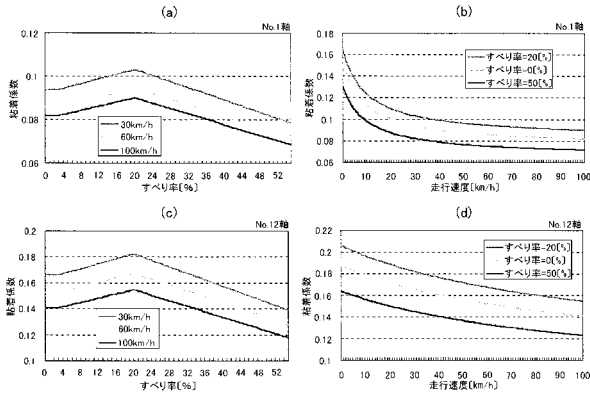 (a)
No.1軸
0.12
0.1
0.08
0.06
粘着係数
30km/h
60km/h
100km/h
0 4 8 12 16 20 24 28 32 36 40 44 48 52
すべり率[%]
(b)
No.1軸
0.2
0.18
0.16
0.14
0.12
0.1
0.08
0.06
粘着係数
すべり率=20[%]
すべり率=0[%]
すべり率=50[%]
0 10 20 30 40 50 60 70 80 90 100
走行速度[km/h]
(c)
No.12軸
0.2
0.18
0.16
0.14
0.12
0.1
粘着係数
30km/h
60km/h
100km/h
0 4 8 12 16 20 24 28 32 36 40 44 48 52
すべり率[%]
(d)
No.12軸
0.22
0.2
0.18
0.16
0.14
0.12
0.1
粘着係数
すべり率=20[%]
すべり率=0[%]
すべり率=50[%]
0 10 20 30 40 50 60 70 80 90 100
走行速度[km/h]